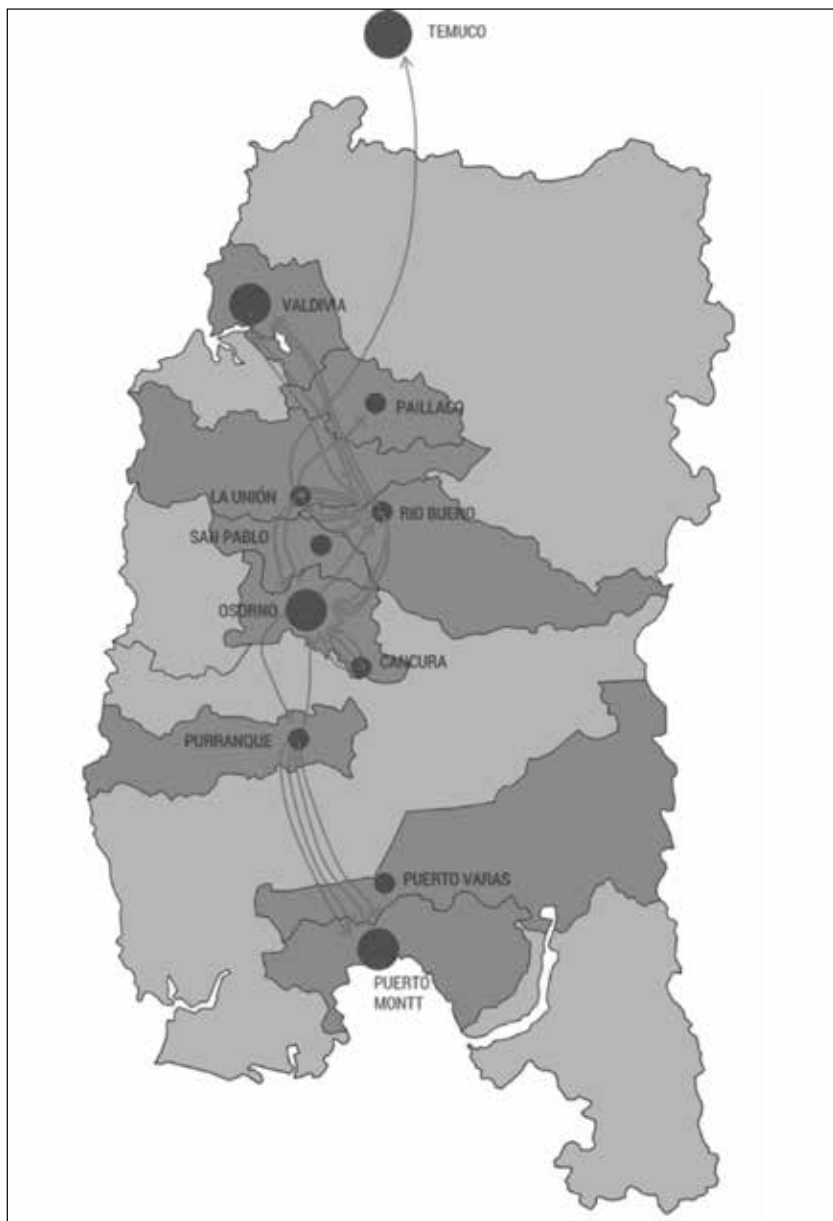 TEMUCO
VALDIVIA
PAILLACO
LA UNIÓN
RIO BUENO
SAN PABLO
OSORNO
CANCURA
PURRANQUE
PUERTO VARAS
PUERTO
MONTT